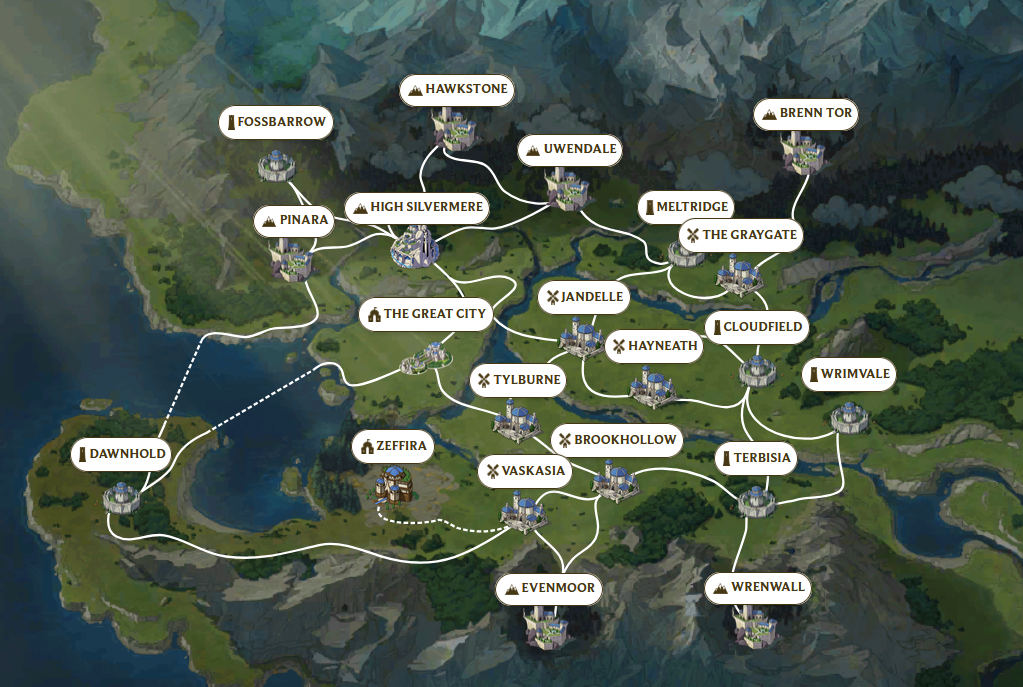 HAWKSTONE
BRENN TOR
FOSSBARROW
UWENDALE
HIGH SILVERMERE
MELTRIDGE
PINARA
THE GRAYGATE
JANDELLE
THE GREAT CITY
CLOUDFIELD
HAYNEATH
WRIMVALE
TYLBURNE
BROOKHOLLOW
ZEFFIRA
DAWNHOLD
TERBISIA
VASKASIA
EVENMOOR
WRENWALL